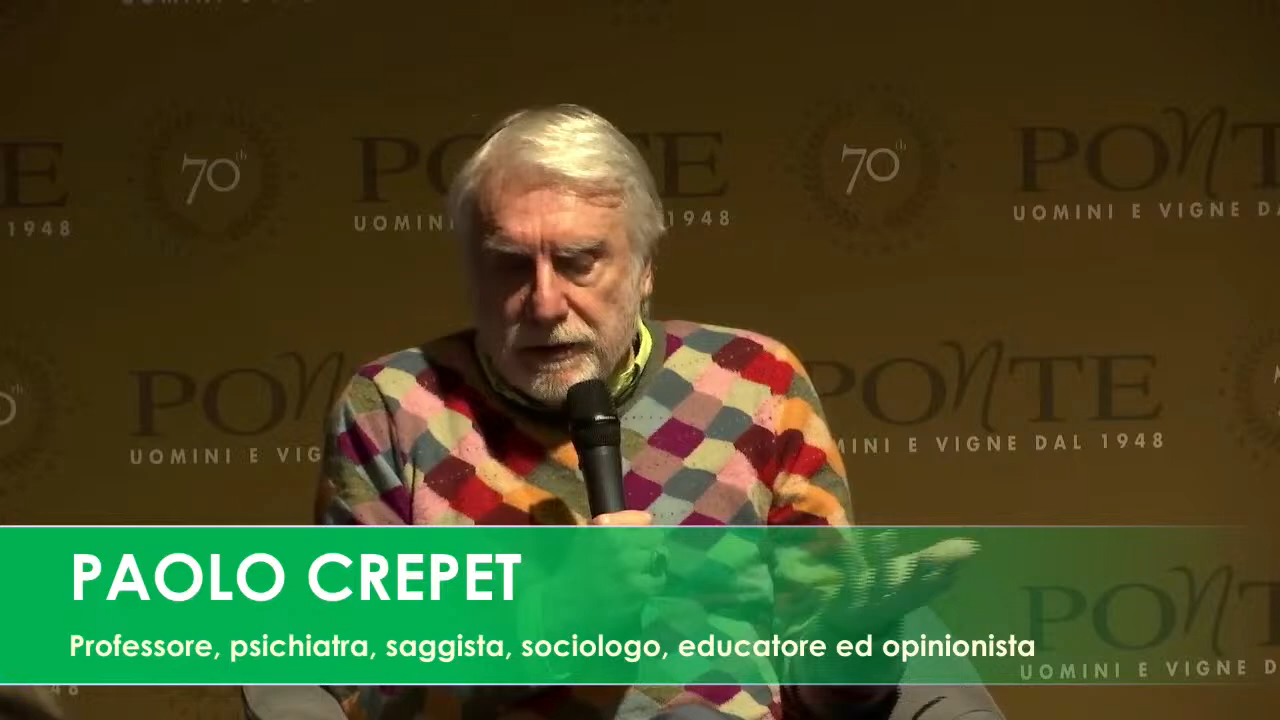 70th
PONTE
UOMINI E VIGNE DAL 1948
PAOLO CREPET
Professore, psichiatra, saggista, sociologo, educatore ed opinionista